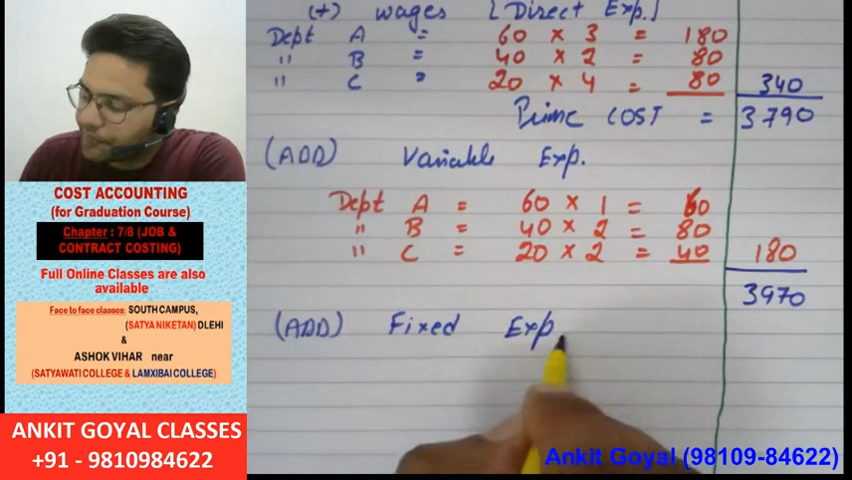 (+) wages [Direct Exp.]
Dept A = 60 × 3 = 180
" B = 40 × 2 = 80
" C = 20 × 4 = 80 340
Prime COST = 3790
(ADD) Variable Exp.
Dept A = 60 × 1 = 60
" B = 40 × 2 = 80
" C = 20 × 2 = 40 180
3970
(ADD) Fixed Exp
COST ACCOUNTING
(for Graduation Course)
Chapter : 7/8 (JOB &
CONTRACT COSTING)
Full Online Classes are also
available
Face to face classes: SOUTH CAMPUS,
(SATYA NIKETAN) DLEHI
&
ASHOK VIHAR near
(SATYAWATI COLLEGE & LAMXIBAI COLLEGE)
ANKIT GOYAL CLASSES
+91 - 9810984622
Ankit Goyal (98109-84622)